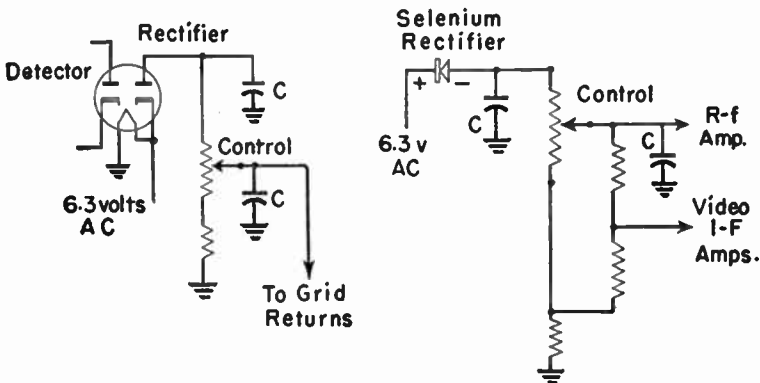 Rectifier
Detector
C
Control
C
6.3 volts
AC
To Grid
Returns
Selenium
Rectifier
+ -
C
Control
6.3 v
AC
R-f
Amp.
C
Video
I-F
Amps.